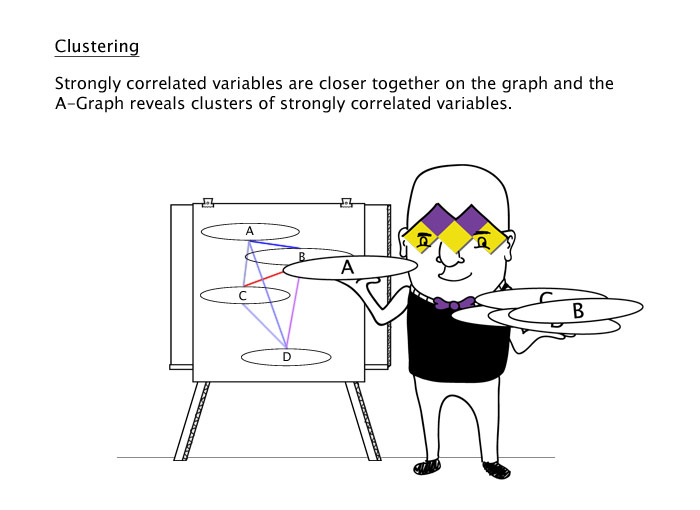 Clustering
Strongly correlated variables are closer together on the graph and the
A-Graph reveals clusters of strongly correlated variables.
A
B
A
C
C
B
D
D